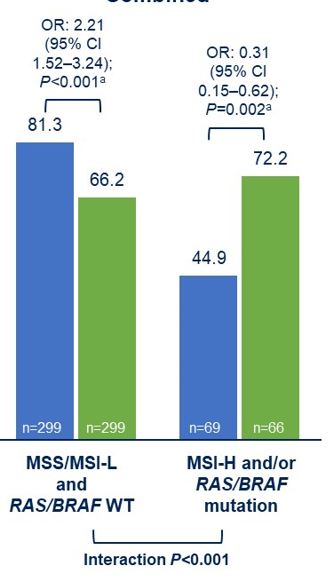 Combined
OR: 2.21
(95% CI
1.52–3.24);
P<0.001a
OR: 0.31
(95% CI
0.15–0.62);
P=0.002a
81.3
66.2
44.9
72.2
n=299
n=299
n=69
n=66
MSS/MSI-L
and
RAS/BRAF WT
MSI-H and/or
RAS/BRAF
mutation
Interaction P<0.001